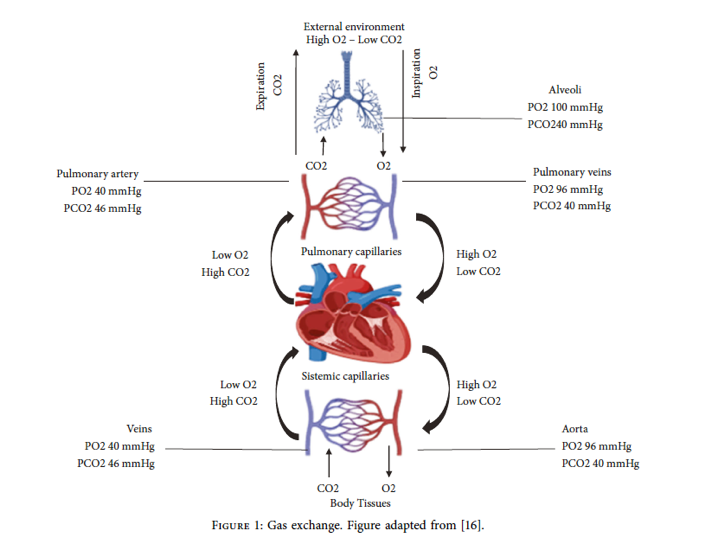 External environment
High O2 – Low CO2
Expiration
CO2
Inspiration
O2
Alveoli
PO2 100 mmHg
PCO240 mmHg
CO2
O2
Pulmonary artery
PO2 40 mmHg
PCO2 46 mmHg
Pulmonary veins
PO2 96 mmHg
PCO2 40 mmHg
Low O2
High CO2
Pulmonary capillaries
High O2
Low CO2
Sistemic capillaries
Low O2
High CO2
High O2
Low CO2
Veins
PO2 40 mmHg
PCO2 46 mmHg
Aorta
PO2 96 mmHg
PCO2 40 mmHg
CO2
O2
Body Tissues
Figure 1: Gas exchange. Figure adapted from [16].